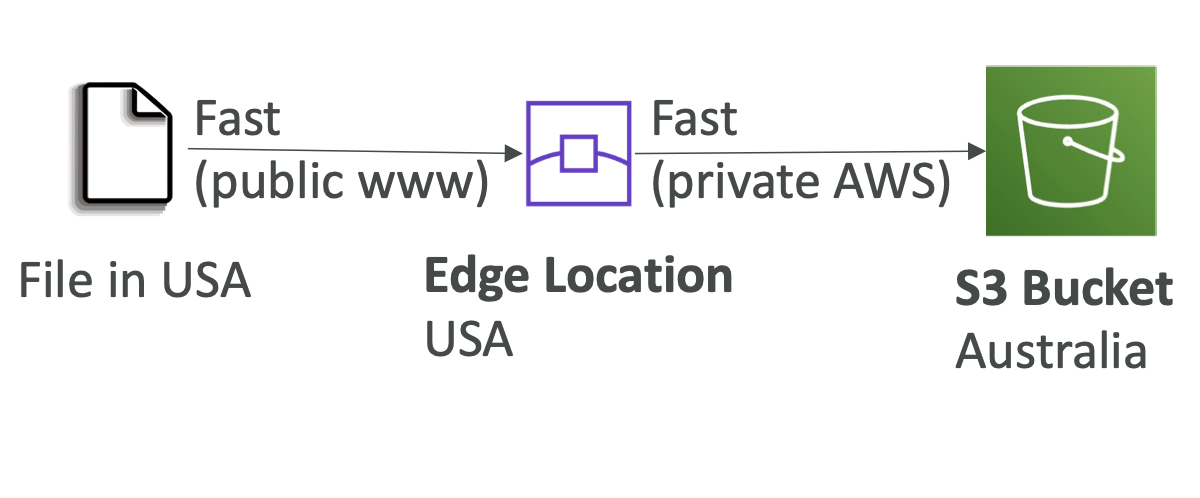 Fast
(public www)
Fast
(private AWS)
File in USA
Edge Location
USA
S3 Bucket
Australia